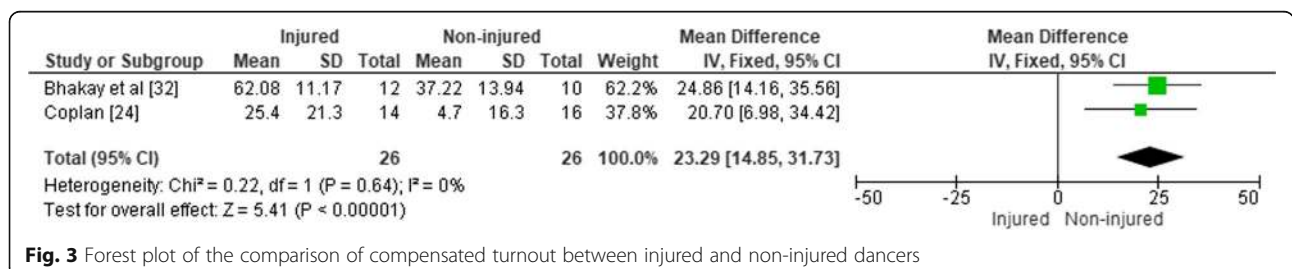 Injured Non-injured Mean Difference Mean Difference
Study or Subgroup Mean SD Total Mean SD Total Weight IV, Fixed, 95% CI IV, Fixed, 95% CI
Bhakay et al [32] 62.08 11.17 12 37.22 13.94 10 62.2% 24.86 [14.16, 35.56]
Coplan [24] 25.4 21.3 14 4.7 16.3 16 37.8% 20.70 [6.98, 34.42]
Total (95% CI) 26 26 100.0% 23.29 [14.85, 31.73]
Heterogeneity: Chi² = 0.22, df = 1 (P = 0.64); I² = 0%
Test for overall effect: Z = 5.41 (P < 0.00001)
-50 -25 0 25 50
Injured Non-injured
Fig. 3 Forest plot of the comparison of compensated turnout between injured and non-injured dancers